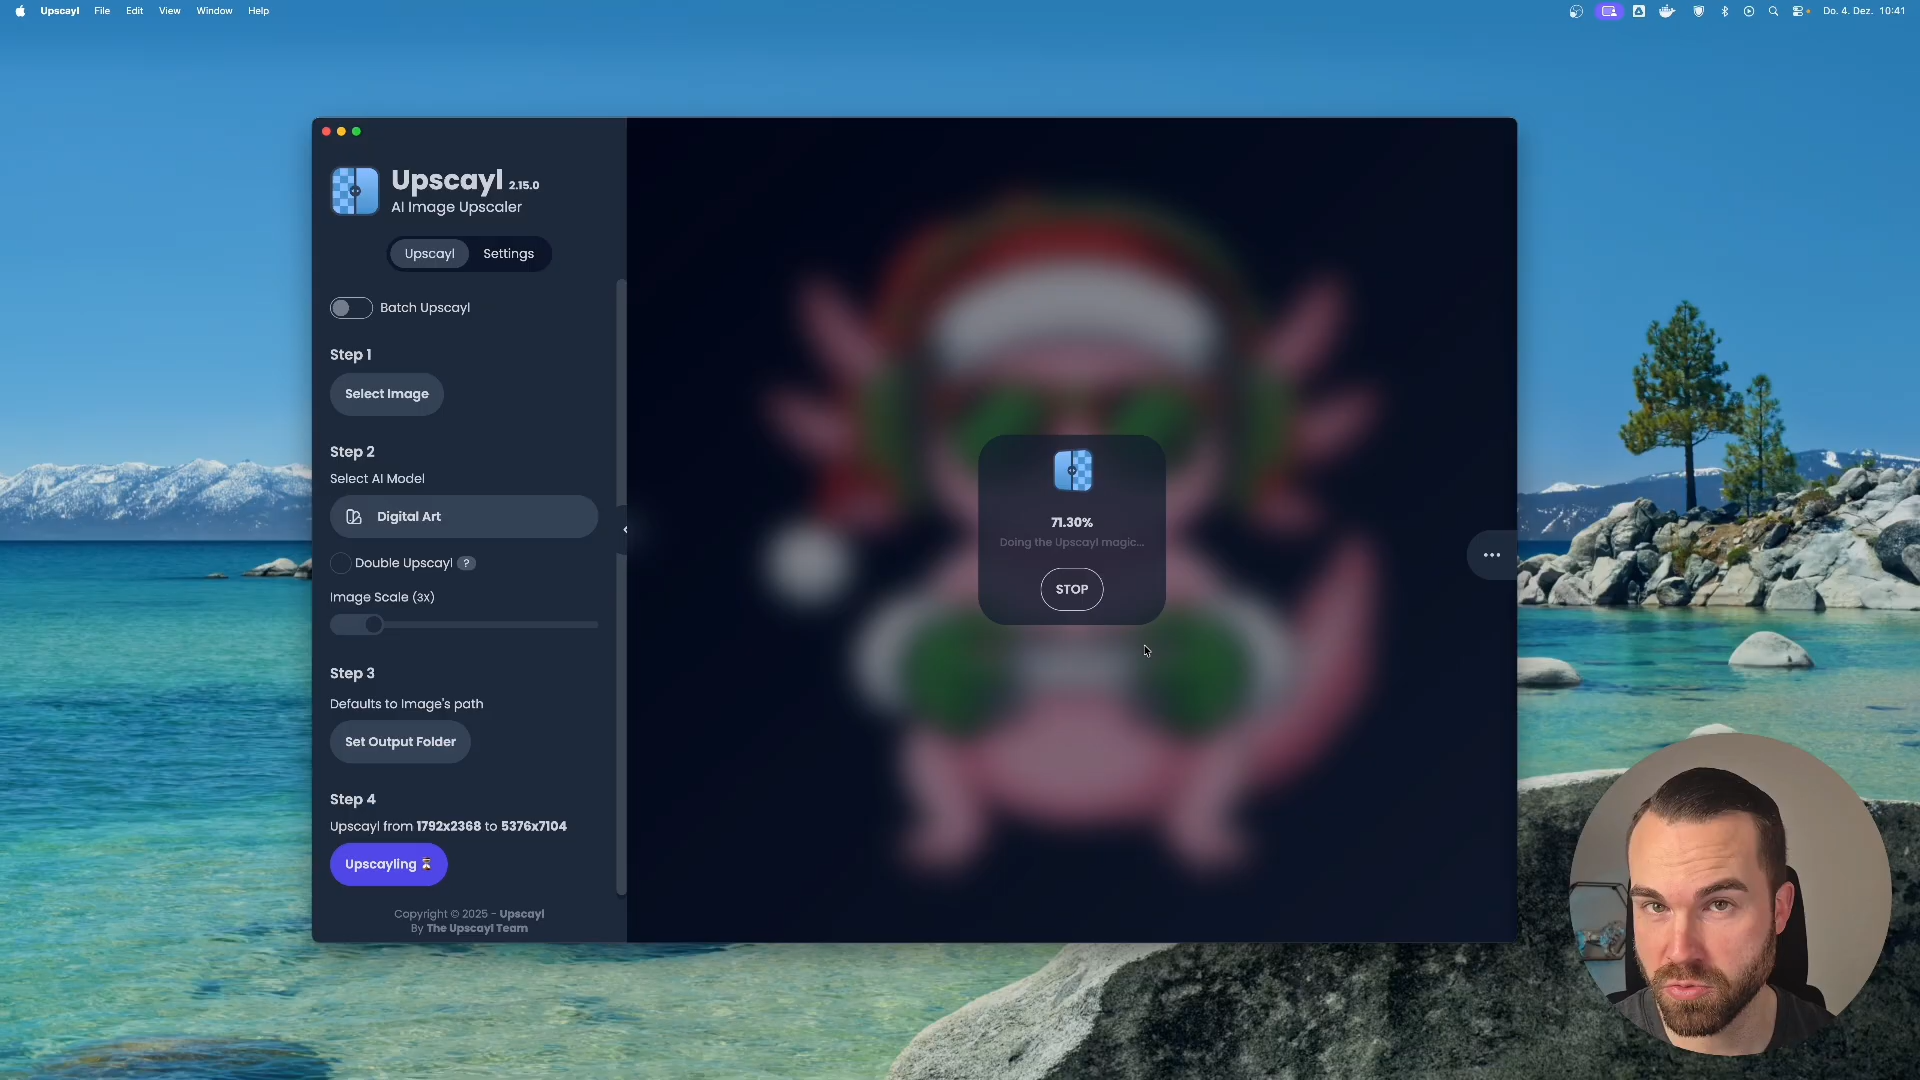 Upscayl File Edit View Window Help
Do. 4. Dez. 10:41
Upscayl 2.15.0
AI Image Upscaler
Upscayl Settings
Batch Upscayl
Step 1
Select Image
Step 2
Select AI Model
Digital Art
Double Upscayl ?
Image Scale (3X)
Step 3
Defaults to Image's path
Set Output Folder
Step 4
Upscayl from 1792x2368 to 5376x7104
Upscayling ⏳
Copyright © 2025 - Upscayl
By The Upscayl Team
71.30%
Doing the Upscayl magic...
STOP